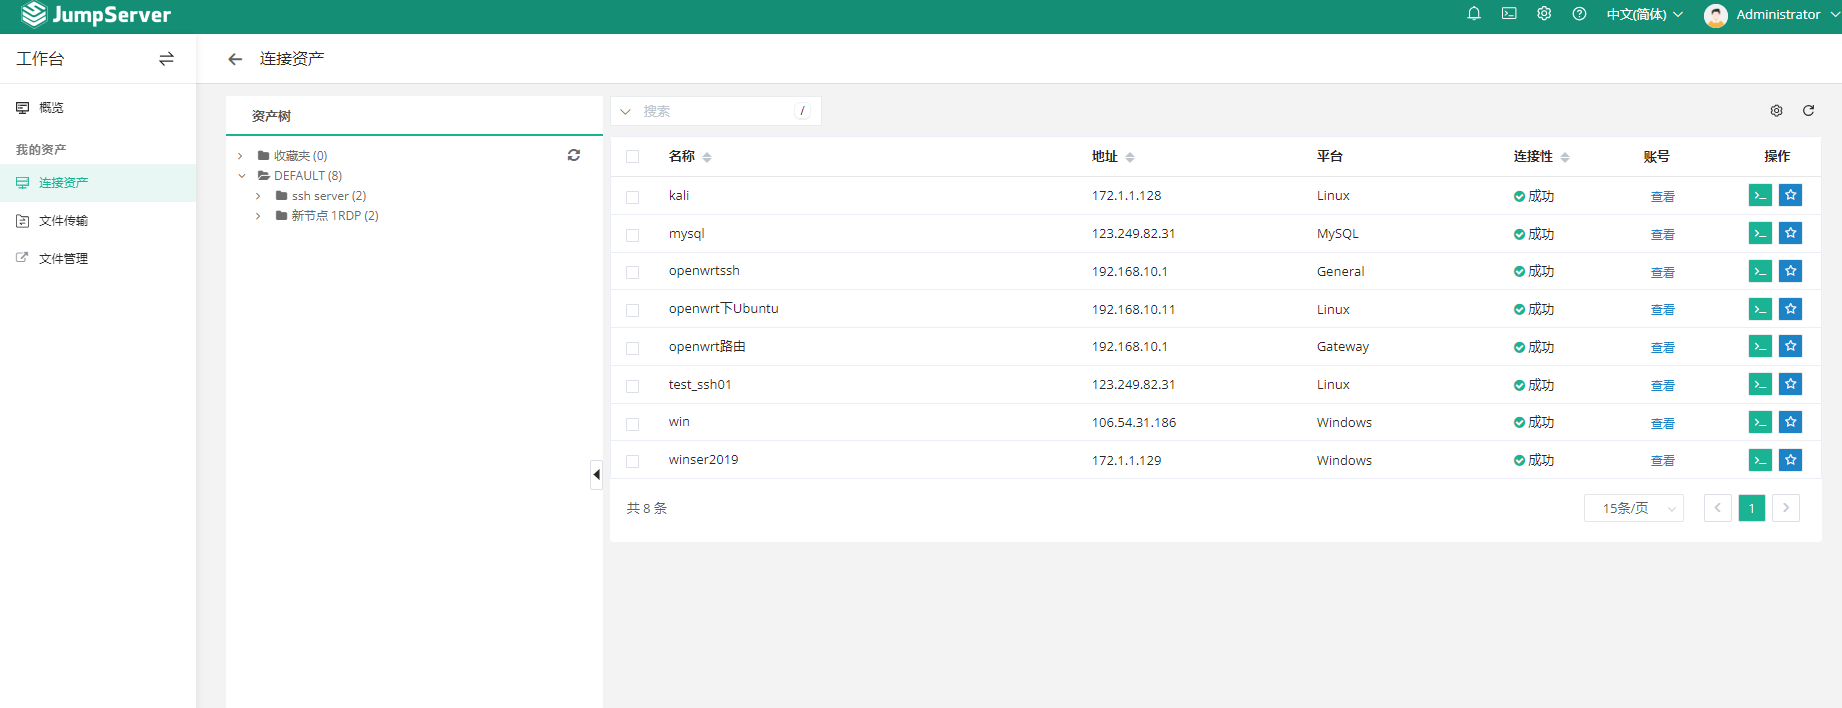 JumpServer
中文(简体)
Administrator
工作台
连接资产
概览
我的资产
连接资产
文件传输
文件管理
资产树
收藏夹 (0)
DEFAULT (8)
ssh server (2)
新节点 1RDP (2)
搜索 /
名称 地址 平台 连接性 账号 操作
kali 172.1.1.128 Linux 成功 查看
mysql 123.249.82.31 MySQL 成功 查看
openwrtssh 192.168.10.1 General 成功 查看
openwrt下Ubuntu 192.168.10.11 Linux 成功 查看
openwrt路由 192.168.10.1 Gateway 成功 查看
test_ssh01 123.249.82.31 Linux 成功 查看
win 106.54.31.186 Windows 成功 查看
winser2019 172.1.1.129 Windows 成功 查看
共 8 条 15条/页 1